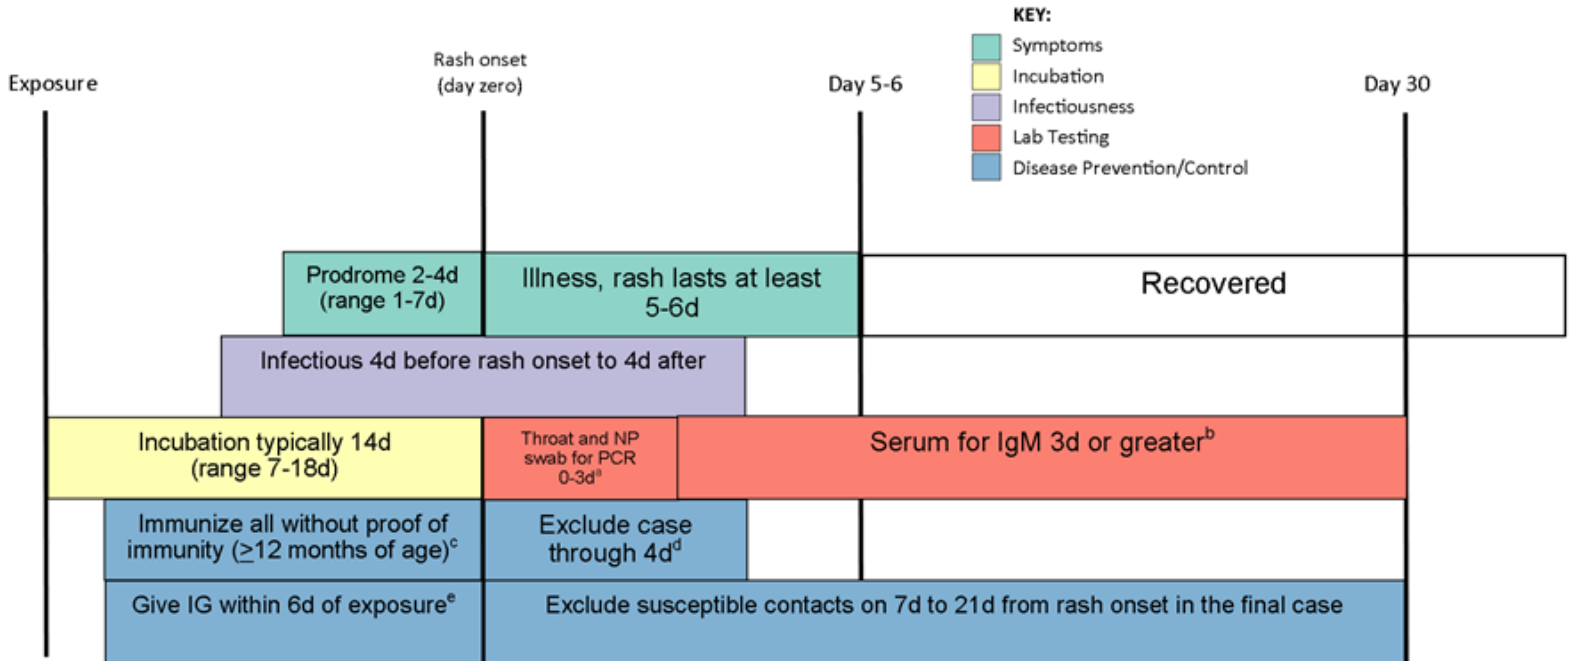 KEY:
Symptoms
Incubation
Infectiousness
Lab Testing
Disease Prevention/Control
Exposure
Rash onset
(day zero)
Day 5-6
Day 30
Prodrome 2-4d
(range 1-7d)
Illness, rash lasts at least
5-6d
Recovered
Infectious 4d before rash onset to 4d after
Incubation typically 14d
(range 7-18d)
Throat and NP
swab for PCR
0-3dᵃ
Serum for IgM 3d or greaterᵇ
Immunize all without proof of
immunity (≥12 months of age)ᶜ
Exclude case
through 4dᵈ
Give IG within 6d of exposureᵉ
Exclude susceptible contacts on 7d to 21d from rash onset in the final case